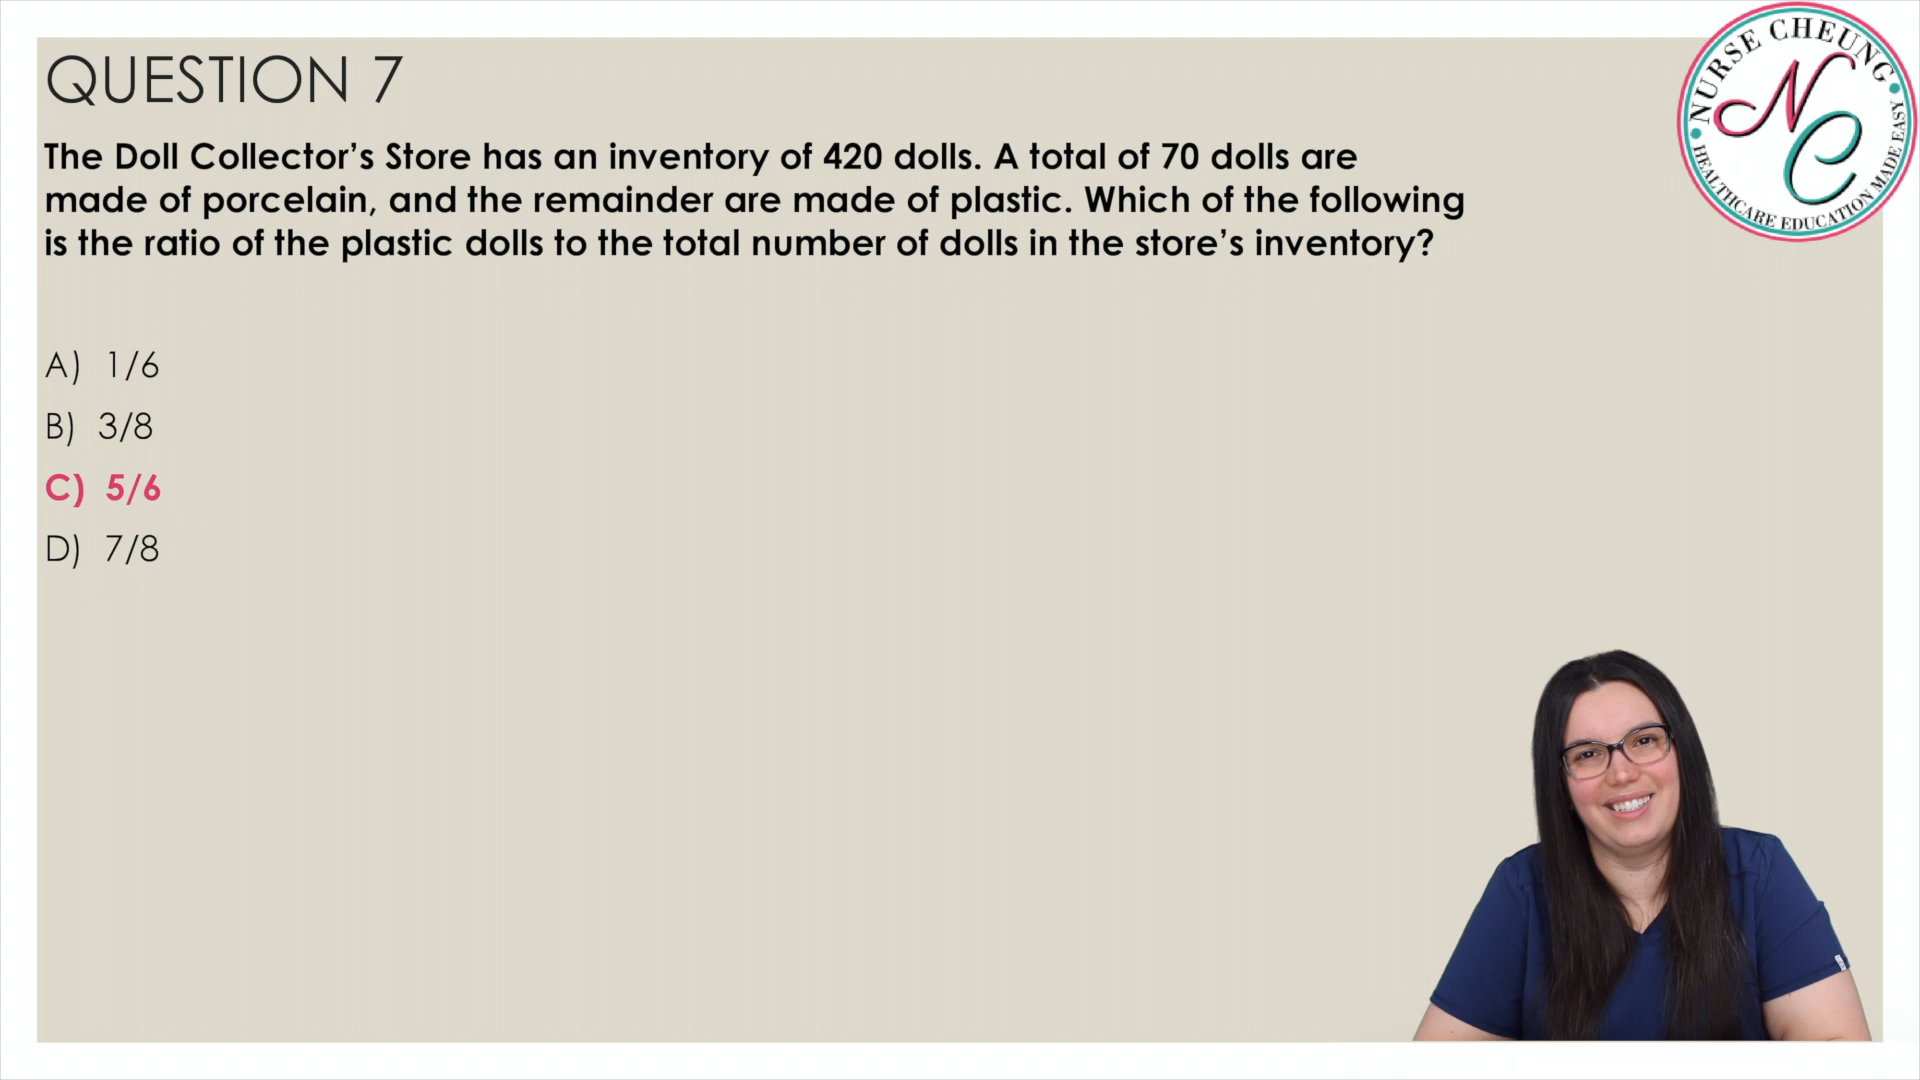 QUESTION 7
The Doll Collector’s Store has an inventory of 420 dolls. A total of 70 dolls are
made of porcelain, and the remainder are made of plastic. Which of the following
is the ratio of the plastic dolls to the total number of dolls in the store’s inventory?
A) 1/6
B) 3/8
C) 5/6
D) 7/8
NURSE CHEUNG
NC
HEALTHCARE EDUCATION MADE EASY